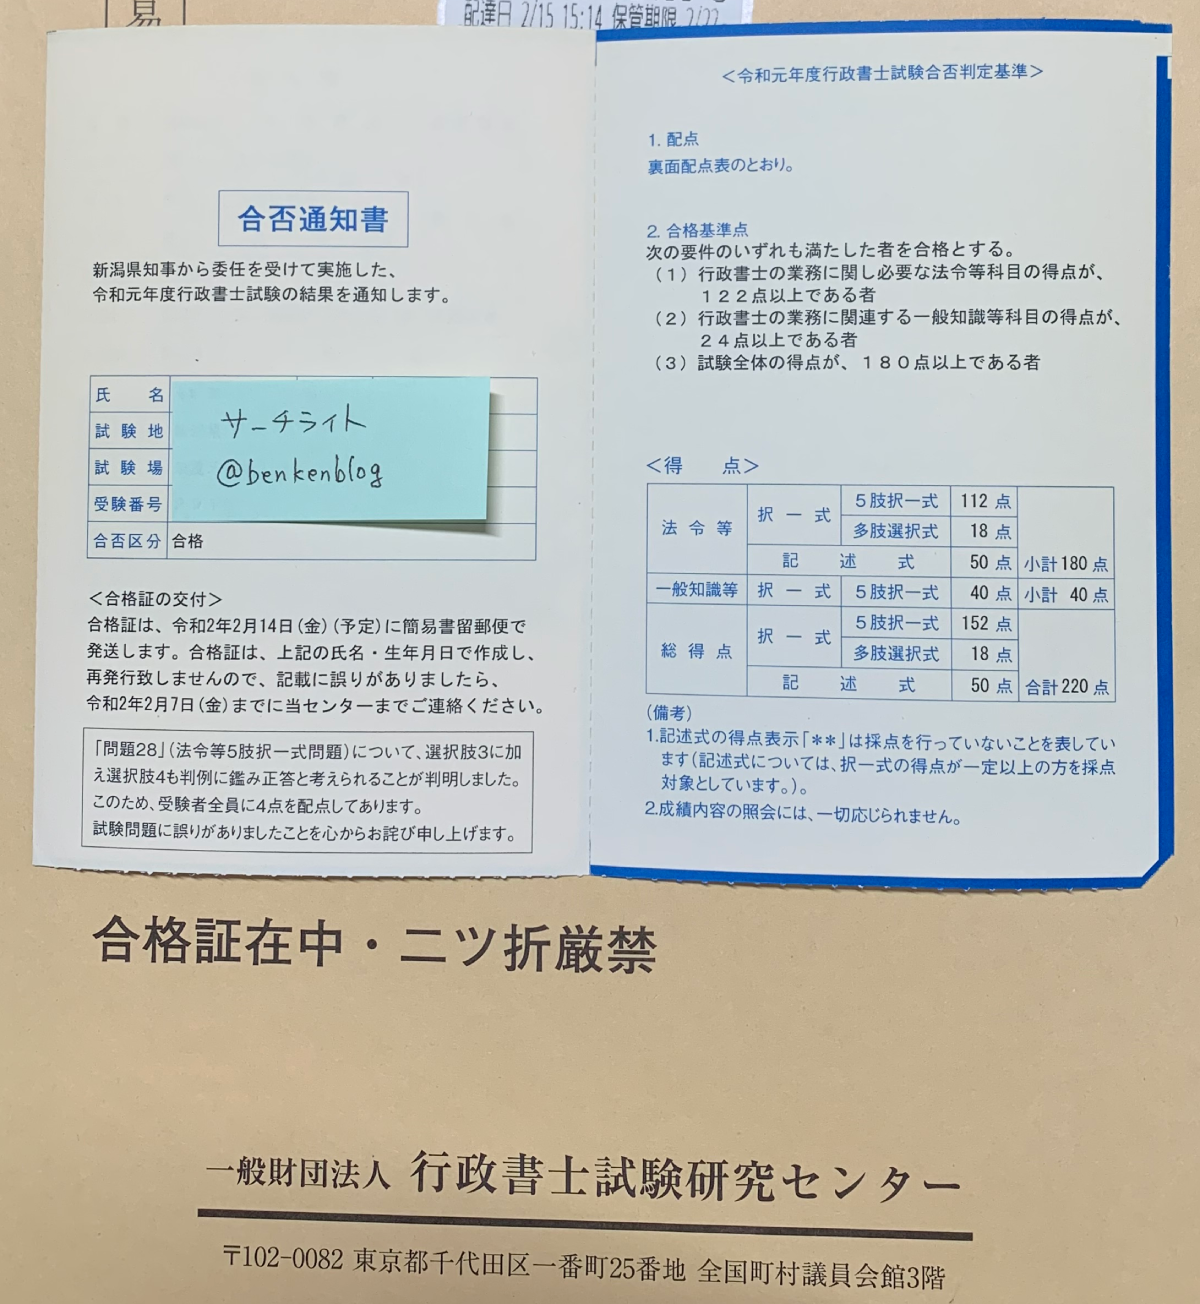 易
配達日 2/15 15:14 保管期限 2/22
合否通知書
新潟県知事から委任を受けて実施した、
令和元年度行政書士試験の結果を通知します。
氏 名
試験地
試験場
受験番号
合否区分 合格
サーチライト
@benkenblog
＜合格証の交付＞
合格証は、令和2年2月14日(金)(予定)に簡易書留郵便で
発送します。合格証は、上記の氏名・生年月日で作成し、
再発行致しませんので、記載に誤りがありましたら、
令和2年2月7日(金)までに当センターまでご連絡ください。
「問題28」(法令等5肢択一式問題)について、選択肢3に加
え選択肢4も判例に鑑み正答と考えられることが判明しました。
このため、受験者全員に4点を配点してあります。
試験問題に誤りがありましたことを心からお詫び申し上げます。
＜令和元年度行政書士試験合否判定基準＞
1. 配点
裏面配点表のとおり。
2. 合格基準点
次の要件のいずれも満たした者を合格とする。
（1）行政書士の業務に関し必要な法令等科目の得点が、
１２２点以上である者
（2）行政書士の業務に関連する一般知識等科目の得点が、
２４点以上である者
（3）試験全体の得点が、１８０点以上である者
＜得 点＞
法令等 択一式 5肢択一式 112 点
多肢選択式 18 点
記述式 50 点 小計180 点
一般知識等 択一式 5肢択一式 40 点 小計 40 点
総得点 択一式 5肢択一式 152 点
多肢選択式 18 点
記述式 50 点 合計220 点
(備考)
1.記述式の得点表示「**」は採点を行っていないことを表してい
ます(記述式については、択一式の得点が一定以上の方を採点
対象としています。)。
2.成績内容の照会には、一切応じられません。
合格証在中・二ツ折厳禁
一般財団法人 行政書士試験研究センター
〒102-0082 東京都千代田区一番町25番地 全国町村議員会館3階